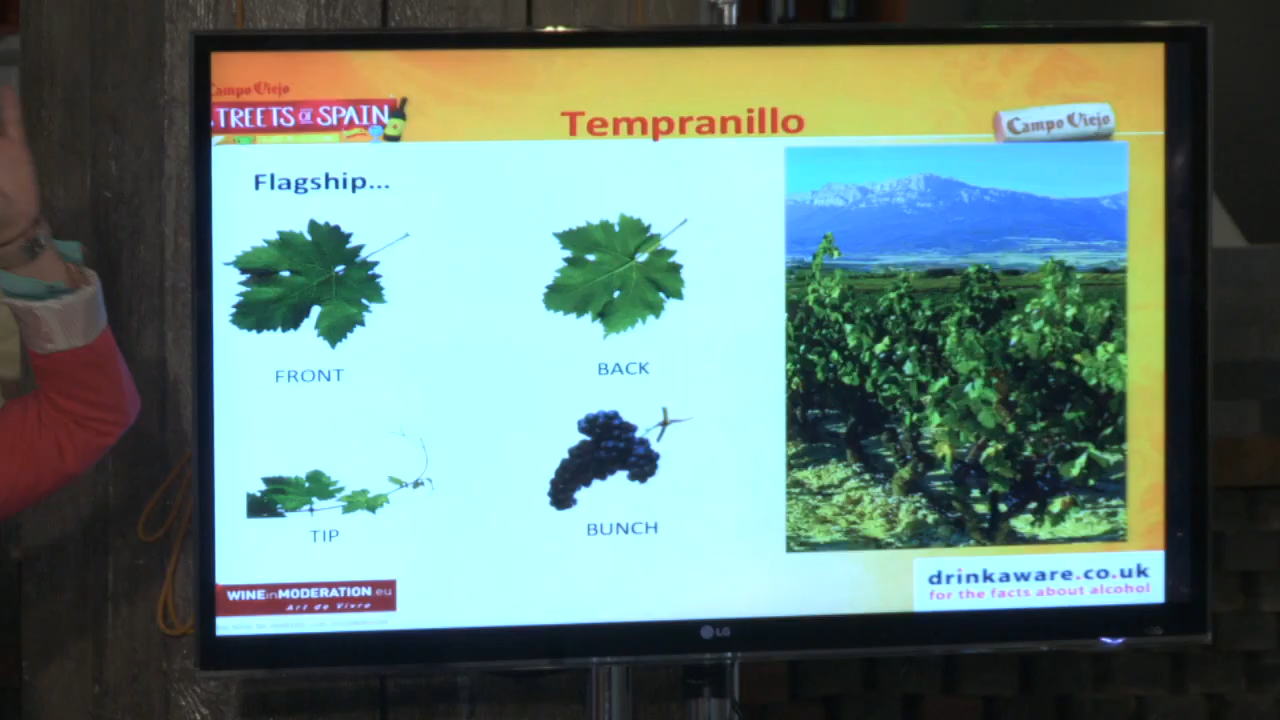 Campo Viejo
TREETS OF SPAIN
Tempranillo
Campo Viejo
Flagship...
FRONT
BACK
TIP
BUNCH
WINEinMODERATION.eu
Art de Vivre
drinkaware.co.uk
for the facts about alcohol
LG